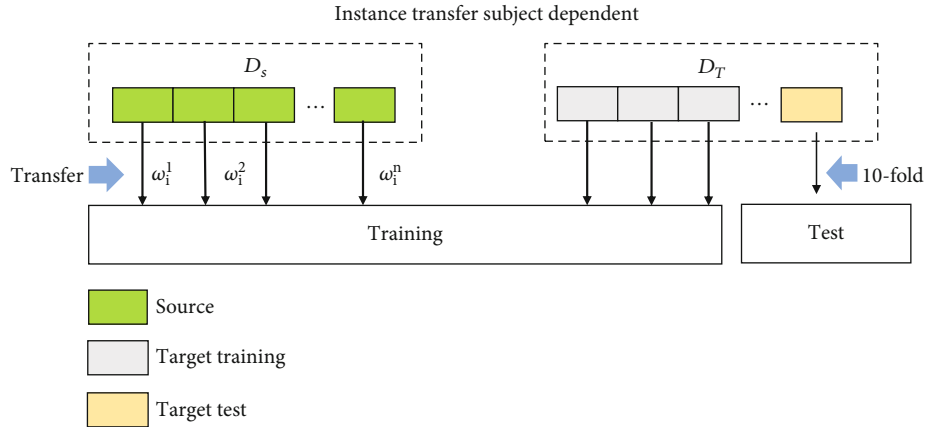 Instance transfer subject dependent
D_s
D_T
...
...
Transfer
ω_i^1
ω_i^2
ω_i^n
10-fold
Training
Test
Source
Target training
Target test